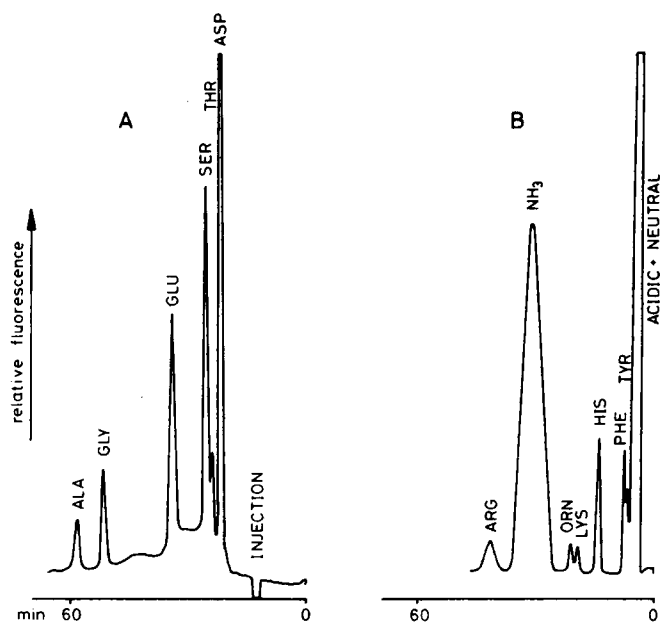 A
relative fluorescence
ALA
GLY
GLU
SER
THR
ASP
INJECTION
min 60 0
B
ARG
NH₃
ORN
LYS
HIS
PHE
TYR
ACIDIC + NEUTRAL
60 0